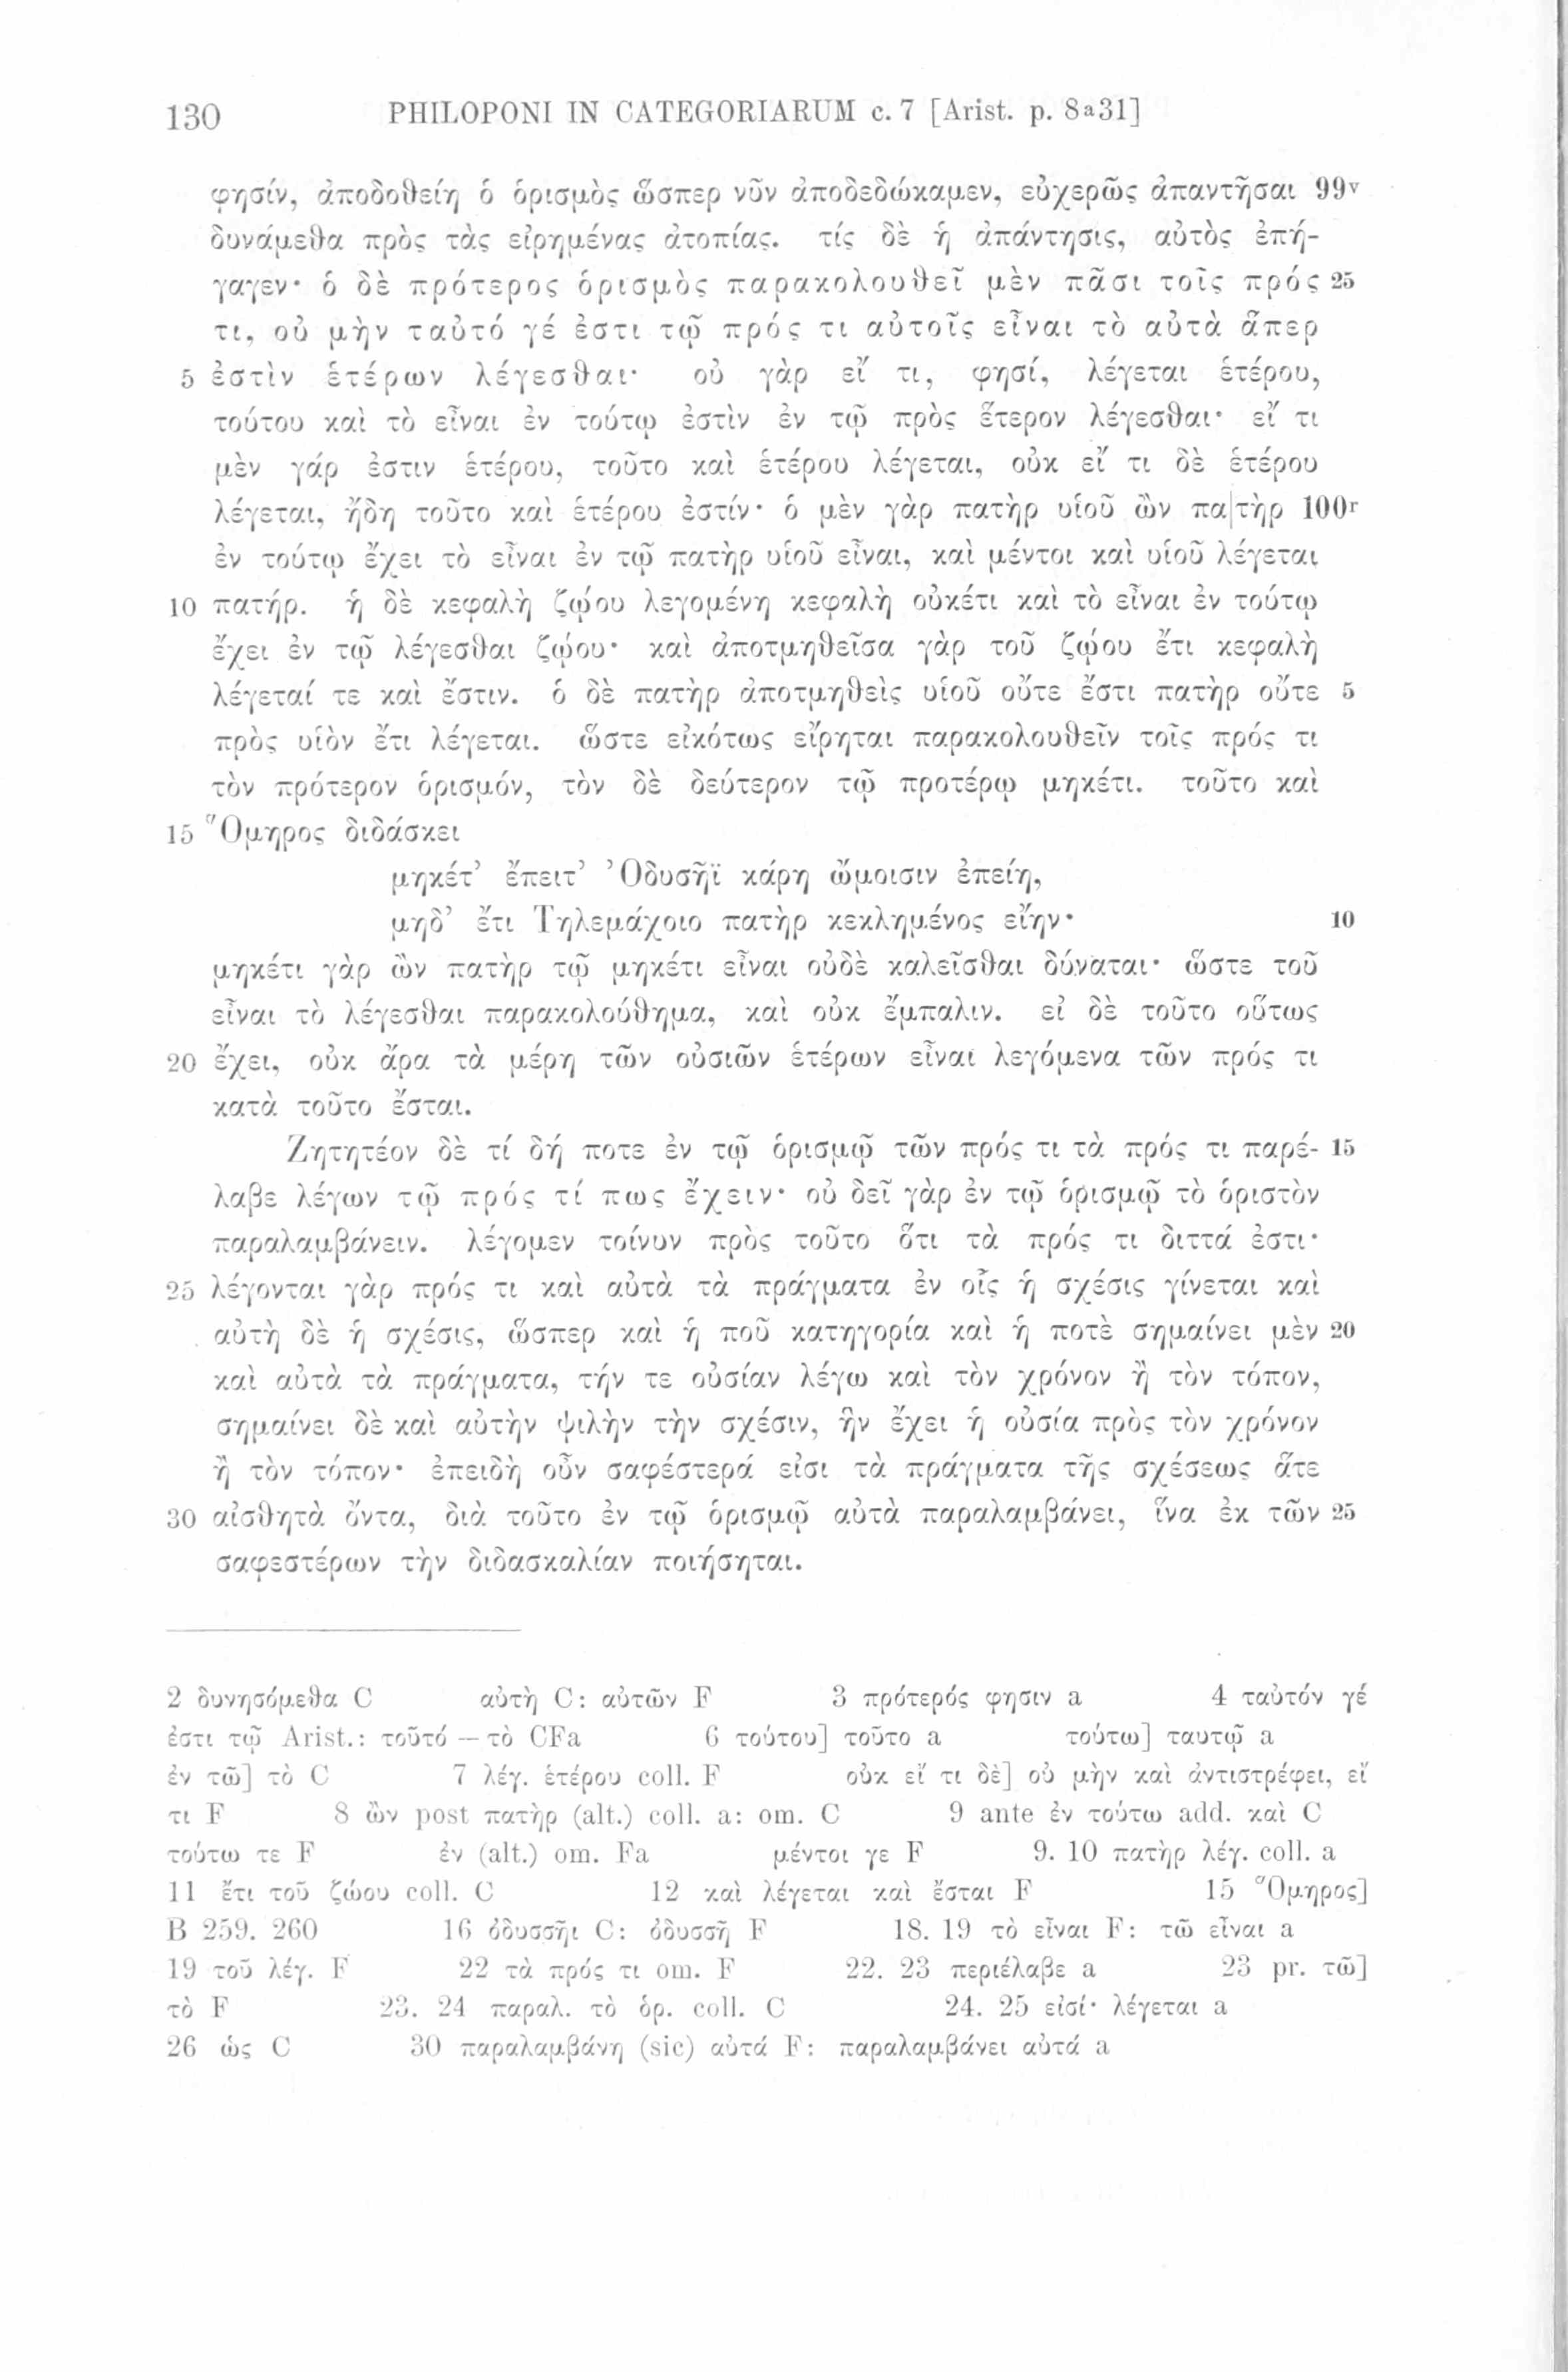 130 PHILOPONI IN CATEGORIARUM c. 7 [Arist. p. 8a31]
φησίν, ἀποδοθείη ὁ ὁρισμὸς ὥσπερ νῦν ἀποδεδώκαμεν, εὐχερῶς ἀπαντῆσαι 99v
δυνάμεθα πρὸς τὰς εἰρημένας ἀτοπίας. τίς δὲ ἡ ἀπάντησις, αὐτὸς ἐπή-
γαγεν· ὁ δὲ πρότερος ὁρισμὸς παρακολουθεῖ μὲν πᾶσι τοῖς πρός 25
τι, οὐ μὴν ταὐτό γέ ἐστι τῷ πρός τι αὐτοῖς εἶναι τὸ αὐτὰ ἅπερ
5 ἐστὶν ἑτέρων λέγεσθαι· οὐ γὰρ εἴ τι, φησί, λέγεται ἑτέρου,
τούτου καὶ τὸ εἶναι ἐν τούτῳ ἐστὶν ἐν τῷ πρὸς ἕτερον λέγεσθαι· εἴ τι
μὲν γάρ ἐστιν ἑτέρου, τοῦτο καὶ ἑτέρου λέγεται, οὐκ εἴ τι δὲ ἑτέρου
λέγεται, ἤδη τοῦτο καὶ ἑτέρου ἐστίν· ὁ μὲν γὰρ πατὴρ υἱοῦ ὢν πα|τὴρ 100r
ἐν τούτῳ ἔχει τὸ εἶναι ἐν τῷ πατὴρ υἱοῦ εἶναι, καὶ μέντοι καὶ υἱοῦ λέγεται
10 πατήρ. ἡ δὲ κεφαλὴ ζῴου λεγομένη κεφαλὴ οὐκέτι καὶ τὸ εἶναι ἐν τούτῳ
ἔχει ἐν τῷ λέγεσθαι ζῴου· καὶ ἀποτμηθεῖσα γὰρ τοῦ ζῴου ἔτι κεφαλὴ
λέγεταί τε καὶ ἔστιν. ὁ δὲ πατὴρ ἀποτμηθεὶς υἱοῦ οὔτε ἔστι πατὴρ οὔτε 5
πρὸς υἱὸν ἔτι λέγεται. ὥστε εἰκότως εἴρηται παρακολουθεῖν τοῖς πρός τι
τὸν πρότερον ὁρισμόν, τὸν δὲ δεύτερον τῷ προτέρῳ μηκέτι. τοῦτο καὶ
15 Ὅμηρος διδάσκει
μηκέτ’ ἔπειτ’ Ὀδυσῆϊ κάρη ὤμοισιν ἐπείη,
μηδ’ ἔτι Τηλεμάχοιο πατὴρ κεκλημένος εἴην· 10
μηκέτι γὰρ ὢν πατὴρ τῷ μηκέτι εἶναι οὐδὲ καλεῖσθαι δύναται· ὥστε τοῦ
εἶναι τὸ λέγεσθαι παρακολούθημα, καὶ οὐκ ἔμπαλιν. εἰ δὲ τοῦτο οὕτως
20 ἔχει, οὐκ ἄρα τὰ μέρη τῶν οὐσιῶν ἑτέρων εἶναι λεγόμενα τῶν πρός τι
κατὰ τοῦτο ἔσται.
Ζητητέον δὲ τί δή ποτε ἐν τῷ ὁρισμῷ τῶν πρός τι τὰ πρός τι παρέ- 15
λαβε λέγων τῷ πρός τί πως ἔχειν· οὐ δεῖ γὰρ ἐν τῷ ὁρισμῷ τὸ ὁριστὸν
παραλαμβάνειν. λέγομεν τοίνυν πρὸς τοῦτο ὅτι τὰ πρός τι διττά ἐστι·
25 λέγονται γὰρ πρός τι καὶ αὐτὰ τὰ πράγματα ἐν οἷς ἡ σχέσις γίνεται καὶ
αὐτὴ δὲ ἡ σχέσις, ὥσπερ καὶ ἡ ποῦ κατηγορία καὶ ἡ ποτὲ σημαίνει μὲν 20
καὶ αὐτὰ τὰ πράγματα, τήν τε οὐσίαν λέγω καὶ τὸν χρόνον ἢ τὸν τόπον,
σημαίνει δὲ καὶ αὐτὴν ψιλὴν τὴν σχέσιν, ἣν ἔχει ἡ οὐσία πρὸς τὸν χρόνον
ἢ τὸν τόπον· ἐπειδὴ οὖν σαφέστερά εἰσι τὰ πράγματα τῆς σχέσεως ἅτε
30 αἰσθητὰ ὄντα, διὰ τοῦτο ἐν τῷ ὁρισμῷ αὐτὰ παραλαμβάνει, ἵνα ἐκ τῶν 25
σαφεστέρων τὴν διδασκαλίαν ποιήσηται.
2 δυνησόμεθα C αὐτὴ C: αὐτῶν F 3 πρότερός φησιν a 4 ταὐτόν γέ
ἐστι τῷ Arist.: τοῦτό — τὸ CFa 6 τούτου] τοῦτο a τούτω] ταυτῷ a
ἐν τῶ] τὸ C 7 λέγ. ἑτέρου coll. F οὐκ εἴ τι δὲ] οὐ μὴν καὶ ἀντιστρέφει, εἴ
τι F 8 ὢν post πατὴρ (alt.) coll. a: om. C 9 ante ἐν τούτω add. καὶ C
τούτω τε F ἐν (alt.) om. Fa μέντοι γε F 9. 10 πατὴρ λέγ. coll. a
11 ἔτι τοῦ ζώου coll. C 12 καὶ λέγεται καὶ ἔσται F 15 Ὅμηρος]
B 259. 260 16 ὀδυσσῆι C: ὀδυσσῆ F 18. 19 τὸ εἶναι F: τῶ εἶναι a
19 τοῦ λέγ. F 22 τὰ πρός τι om. F 22. 23 περιέλαβε a 23 pr. τῶ]
τὸ F 23. 24 παραλ. τὸ ὁρ. coll. C 24. 25 εἰσί· λέγεται a
26 ὡς C 30 παραλαμβάνη (sic) αὐτά F: παραλαμβάνει αὐτά a